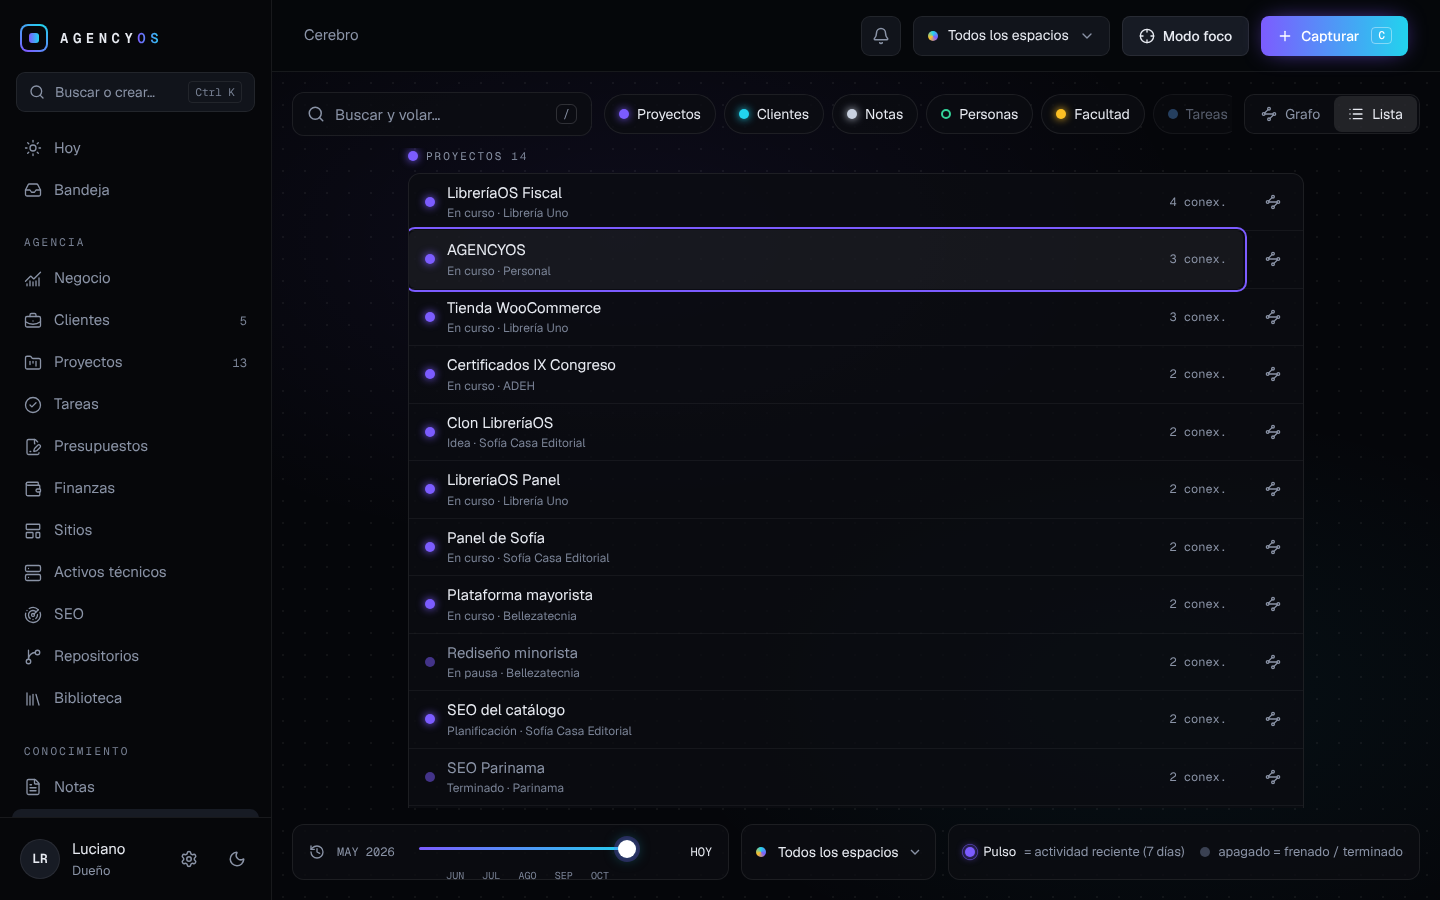 AGENCYOS
Buscar o crear... Ctrl K
Hoy
Bandeja
AGENCIA
Negocio
Clientes 5
Proyectos 13
Tareas
Presupuestos
Finanzas
Sitios
Activos técnicos
SEO
Repositorios
Biblioteca
CONOCIMIENTO
Notas
LR Luciano
Dueño
Cerebro
Todos los espacios
Modo foco
Capturar C
Buscar y volar... /
Proyectos
Clientes
Notas
Personas
Facultad
Tareas
Grafo
Lista
PROYECTOS 14
LibreríaOS Fiscal
En curso · Librería Uno
4 conex.
AGENCYOS
En curso · Personal
3 conex.
Tienda WooCommerce
En curso · Librería Uno
3 conex.
Certificados IX Congreso
En curso · ADEH
2 conex.
Clon LibreríaOS
Idea · Sofía Casa Editorial
2 conex.
LibreríaOS Panel
En curso · Librería Uno
2 conex.
Panel de Sofía
En curso · Sofía Casa Editorial
2 conex.
Plataforma mayorista
En curso · Bellezatecnia
2 conex.
Rediseño minorista
En pausa · Bellezatecnia
2 conex.
SEO del catálogo
Planificación · Sofía Casa Editorial
2 conex.
SEO Parinama
Terminado · Parinama
2 conex.
MAY 2026
HOY
JUN JUL AGO SEP OCT
Todos los espacios
Pulso = actividad reciente (7 días)
apagado = frenado / terminado